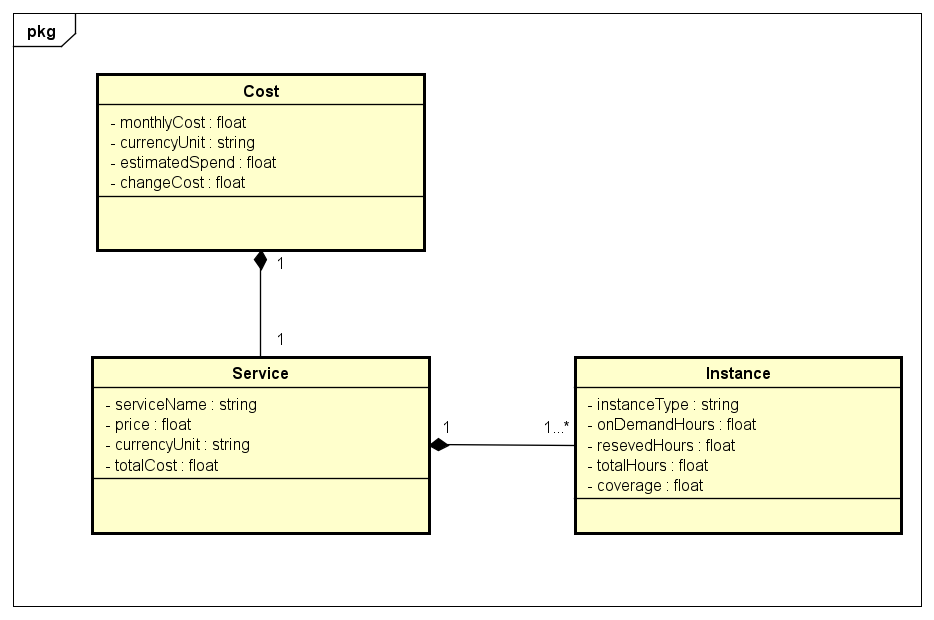 pkg
Cost
- monthlyCost : float
- currencyUnit : string
- estimatedSpend : float
- changeCost : float
1
1
Service
- serviceName : string
- price : float
- currencyUnit : string
- totalCost : float
1
1...*
Instance
- instanceType : string
- onDemandHours : float
- resevedHours : float
- totalHours : float
- coverage : float